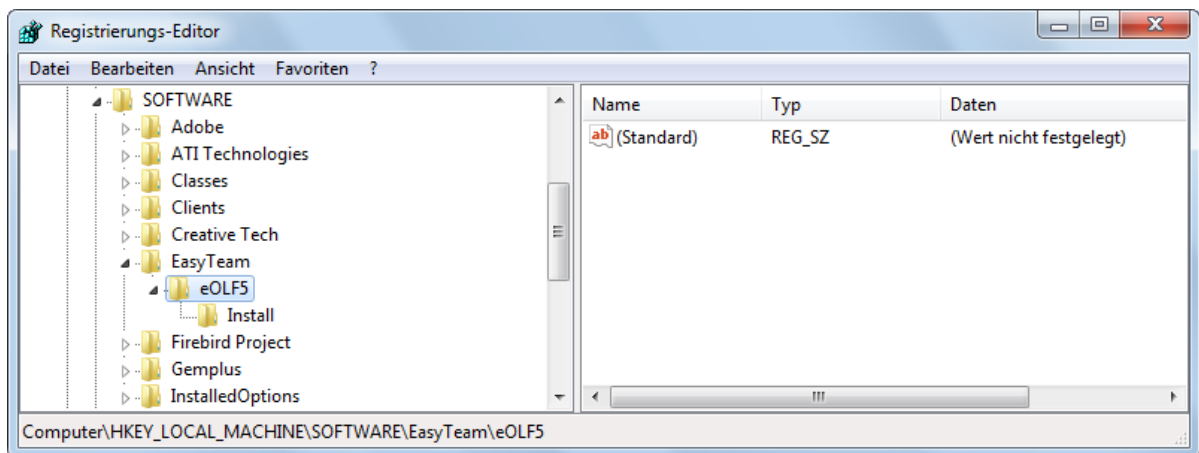 Registrierungs-Editor
Datei Bearbeiten Ansicht Favoriten ?
SOFTWARE
Adobe
ATI Technologies
Classes
Clients
Creative Tech
EasyTeam
eOLF5
Install
Firebird Project
Gemplus
InstalledOptions
Name Typ Daten
ab (Standard) REG_SZ (Wert nicht festgelegt)
Computer\HKEY_LOCAL_MACHINE\SOFTWARE\EasyTeam\eOLF5